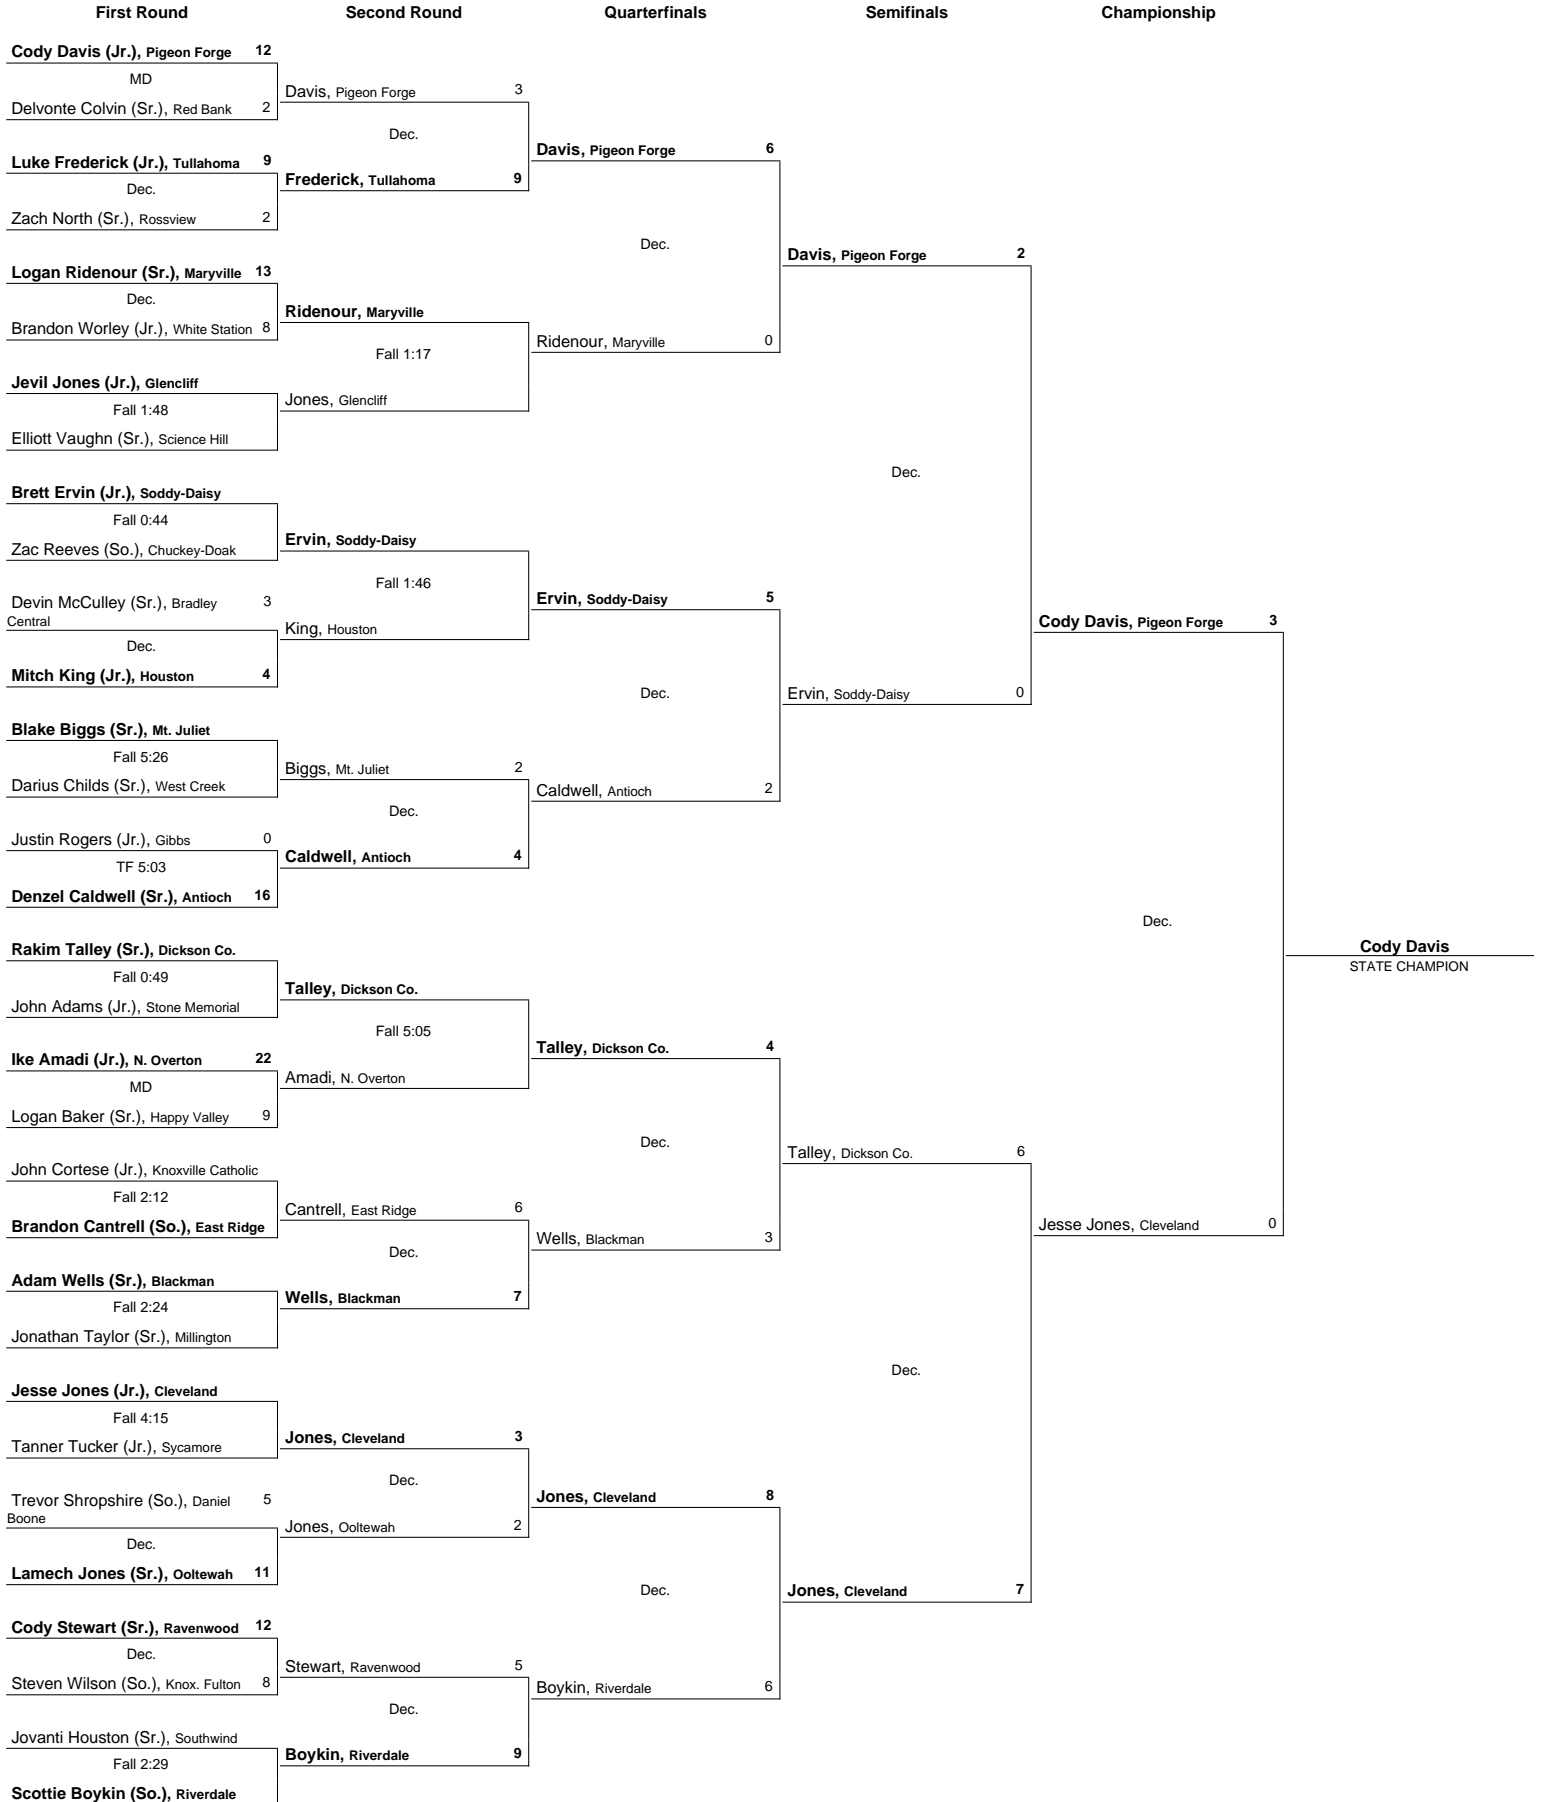 First Round Second Round Quarterfinals Semifinals Championship
Cody Davis (Jr.), Pigeon Forge 12
MD
Delvonte Colvin (Sr.), Red Bank 2
Luke Frederick (Jr.), Tullahoma 9
Dec.
Zach North (Sr.), Rossview 2
Logan Ridenour (Sr.), Maryville 13
Dec.
Brandon Worley (Jr.), White Station 8
Jevil Jones (Jr.), Glencliff
Fall 1:48
Elliott Vaughn (Sr.), Science Hill
Brett Ervin (Jr.), Soddy-Daisy
Fall 0:44
Zac Reeves (So.), Chuckey-Doak
Devin McCulley (Sr.), Bradley 3
Central
Dec.
Mitch King (Jr.), Houston 4
Blake Biggs (Sr.), Mt. Juliet
Fall 5:26
Darius Childs (Sr.), West Creek
Justin Rogers (Jr.), Gibbs 0
TF 5:03
Denzel Caldwell (Sr.), Antioch 16
Rakim Talley (Sr.), Dickson Co.
Fall 0:49
John Adams (Jr.), Stone Memorial
Ike Amadi (Jr.), N. Overton 22
MD
Logan Baker (Sr.), Happy Valley 9
John Cortese (Jr.), Knoxville Catholic
Fall 2:12
Brandon Cantrell (So.), East Ridge
Adam Wells (Sr.), Blackman
Fall 2:24
Jonathan Taylor (Sr.), Millington
Jesse Jones (Jr.), Cleveland
Fall 4:15
Tanner Tucker (Jr.), Sycamore
Trevor Shropshire (So.), Daniel 5
Boone
Dec.
Lamech Jones (Sr.), Ooltewah 11
Cody Stewart (Sr.), Ravenwood 12
Dec.
Steven Wilson (So.), Knox. Fulton 8
Jovanti Houston (Sr.), Southwind
Fall 2:29
Scottie Boykin (So.), Riverdale
Davis, Pigeon Forge 3
Dec.
Frederick, Tullahoma 9
Ridenour, Maryville
Fall 1:17
Jones, Glencliff
Ervin, Soddy-Daisy
Fall 1:46
King, Houston
Biggs, Mt. Juliet 2
Dec.
Caldwell, Antioch 4
Talley, Dickson Co.
Fall 5:05
Amadi, N. Overton
Cantrell, East Ridge 6
Dec.
Wells, Blackman 7
Jones, Cleveland 3
Dec.
Jones, Ooltewah 2
Stewart, Ravenwood 5
Dec.
Boykin, Riverdale 9
Davis, Pigeon Forge 6
Dec.
Ridenour, Maryville 0
Ervin, Soddy-Daisy 5
Dec.
Caldwell, Antioch 2
Talley, Dickson Co. 4
Dec.
Wells, Blackman 3
Jones, Cleveland 8
Dec.
Boykin, Riverdale 6
Davis, Pigeon Forge 2
Dec.
Ervin, Soddy-Daisy 0
Talley, Dickson Co. 6
Dec.
Jones, Cleveland 7
Cody Davis, Pigeon Forge 3
Dec.
Jesse Jones, Cleveland 0
Cody Davis
STATE CHAMPION